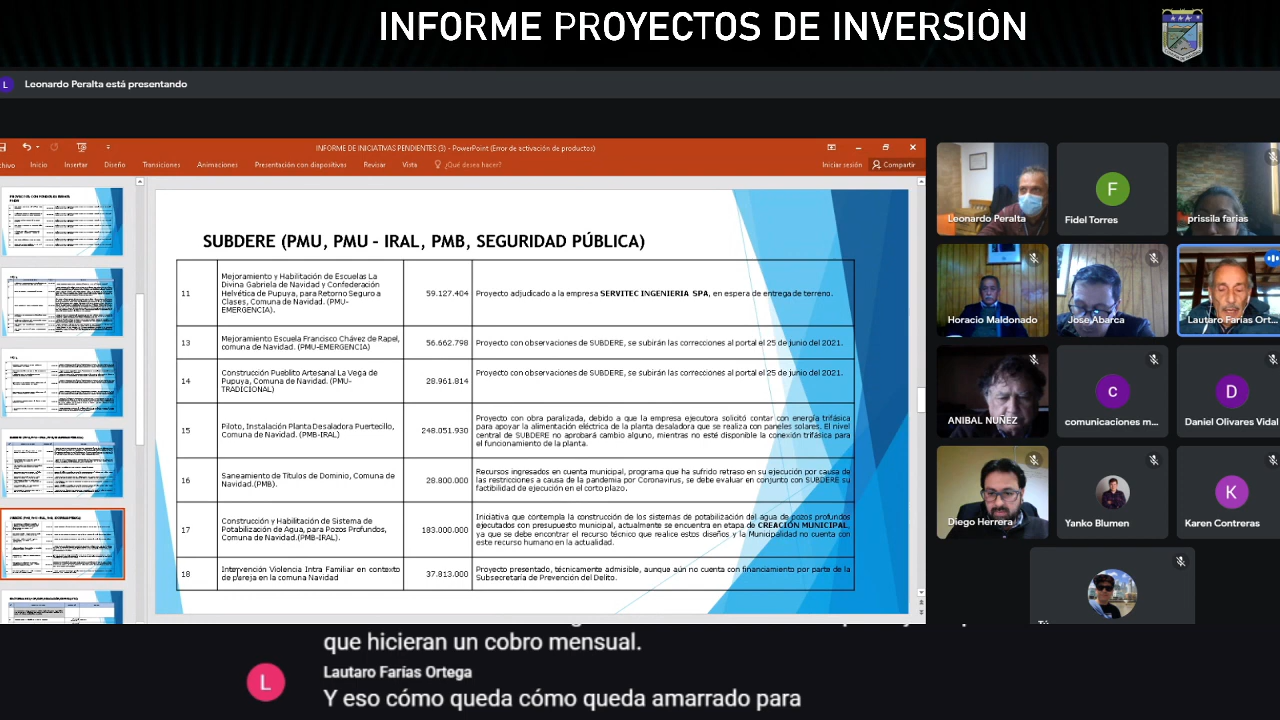 INFORME PROYECTOS DE INVERSIÓN
L
Leonardo Peralta está presentando
INFORME DE INICIATIVAS PENDIENTES (3) - PowerPoint (Error de activación de productos)
Inicio Insertar Diseño Transiciones Animaciones Presentación con diapositivas Revisar Vista ¿Qué desea hacer? Iniciar sesión Compartir
SUBDERE (PMU, PMU - IRAL, PMB, SEGURIDAD PÚBLICA)
11
Mejoramiento y Habilitación de Escuelas La
Divina Gabriela de Navidad y Confederación
Helvética de Pupuya, para Retorno Seguro a
Clases, Comuna de Navidad. (PMU-
EMERGENCIA).
59.127.404
Proyecto adjudicado a la empresa SERVITEC INGENIERIA SPA, en espera de entrega de terreno.
13
Mejoramiento Escuela Francisco Chávez de Rapel,
comuna de Navidad. (PMU-EMERGENCIA)
56.662.798
Proyecto con observaciones de SUBDERE, se subirán las correcciones al portal el 25 de junio del 2021.
14
Construcción Pueblito Artesanal La Vega de
Pupuya, Comuna de Navidad. (PMU-
TRADICIONAL)
28.961.814
Proyecto con observaciones de SUBDERE, se subirán las correcciones al portal el 25 de junio del 2021.
15
Piloto, Instalación Planta Desaladora Puertecillo,
Comuna de Navidad. (PMB-IRAL)
248.051.930
Proyecto con obra paralizada, debido a que la empresa ejecutora solicitó contar con energía trifásica
para apoyar la alimentación eléctrica de la planta desaladora que se realiza con paneles solares. El nivel
central de SUBDERE no aprobará cambio alguno, mientras no esté disponible la conexión trifásica para
el funcionamiento de la planta.
16
Saneamiento de Títulos de Dominio, Comuna de
Navidad.(PMB).
28.800.000
Recursos ingresados en cuenta municipal, programa que ha sufrido retraso en su ejecución por causa de
las restricciones a causa de la pandemia por Coronavirus, se debe evaluar en conjunto con SUBDERE su
factibilidad de ejecución en el corto plazo.
17
Construcción y Habilitación de Sistema de
Potabilización de Agua, para Pozos Profundos,
Comuna de Navidad.(PMB-IRAL).
183.000.000
Iniciativa que contempla la construcción de los sistemas de potabilización del agua de pozos profundos
ejecutados con presupuesto municipal, actualmente se encuentra en etapa de CREACIÓN MUNICIPAL,
ya que se debe encontrar el recurso técnico que realice estos diseños y la Municipalidad no cuenta con
este recurso humano en la actualidad.
18
Intervención Violencia Intra Familiar en contexto
de pareja en la comuna Navidad
37.813.000
Proyecto presentado, técnicamente admisible, aunque aún no cuenta con financiamiento por parte de la
Subsecretaría de Prevención del Delito.
Leonardo Peralta
F
Fidel Torres
prissila farias
Horacio Maldonado
Jose Abarca
Lautaro Farías Ort...
ANIBAL NUÑEZ
c
comunicaciones m...
D
Daniel Olivares Vidal
Diego Herrera
Yanko Blumen
K
Karen Contreras
Tú
que hicieran un cobro mensual.
L
Lautaro Farías Ortega
Y eso cómo queda cómo queda amarrado para